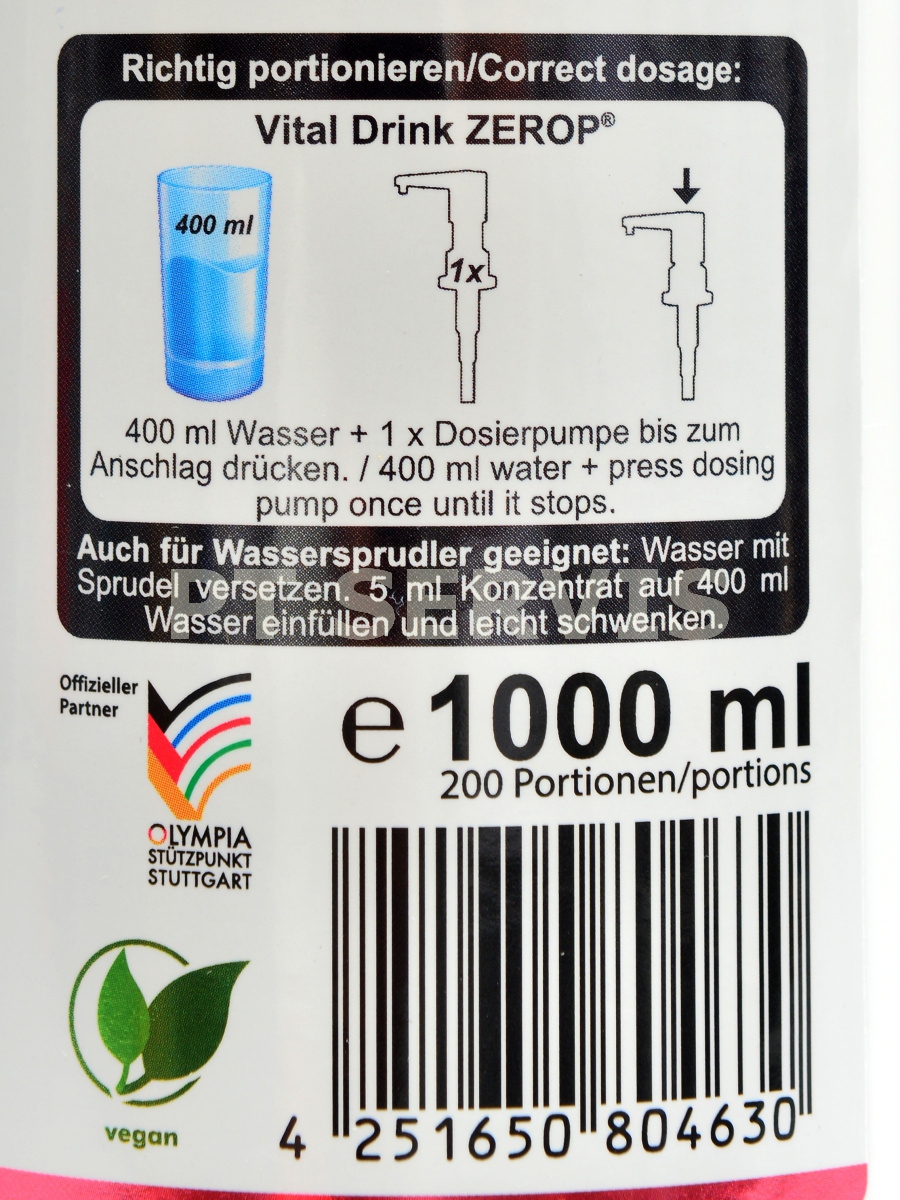 Richtig portionieren/Correct dosage:
Vital Drink ZEROP®
400 ml
1x
400 ml Wasser + 1 x Dosierpumpe bis zum
Anschlag drücken. / 400 ml water + press dosing
pump once until it stops.
Auch für Wassersprudler geeignet: Wasser mit
Sprudel versetzen. 5 ml Konzentrat auf 400 ml
Wasser einfüllen und leicht schwenken.
PLSERVIS
Offizieller
Partner
OLYMPIA
STÜTZPUNKT
STUTTGART
e 1000 ml
200 Portionen/portions
vegan
4 251650 804630